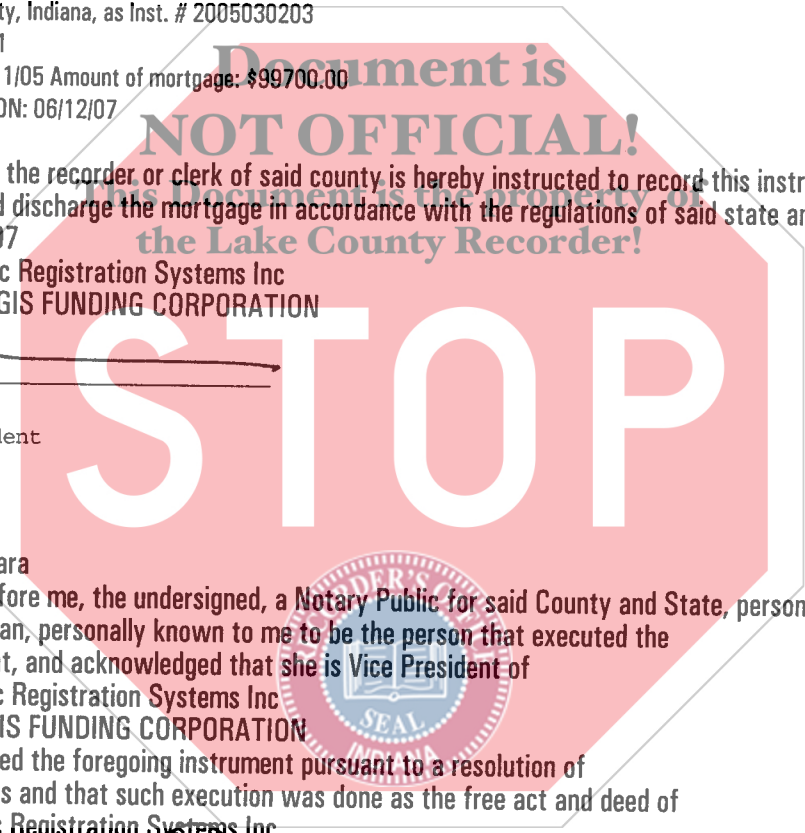 ty, Indiana, as Inst. # 2005030203
1
1/05 Amount of mortgage: $99700.00
ON: 06/12/07
Document is
NOT OFFICIAL!
This Document is the property of
the Lake County Recorder!
the recorder or clerk of said county is hereby instructed to record this instr
d discharge the mortgage in accordance with the regulations of said state an
07
c Registration Systems Inc
GIS FUNDING CORPORATION
STOP
dent
ara
fore me, the undersigned, a Notary Public for said County and State, person
an, personally known to me to be the person that executed the
t, and acknowledged that she is Vice President of
c Registration Systems Inc
IS FUNDING CORPORATION
ed the foregoing instrument pursuant to a resolution of
s and that such execution was done as the free act and deed of
c Registration Systems Inc
RECORDER'S OFFICE
SEAL
INDIANA